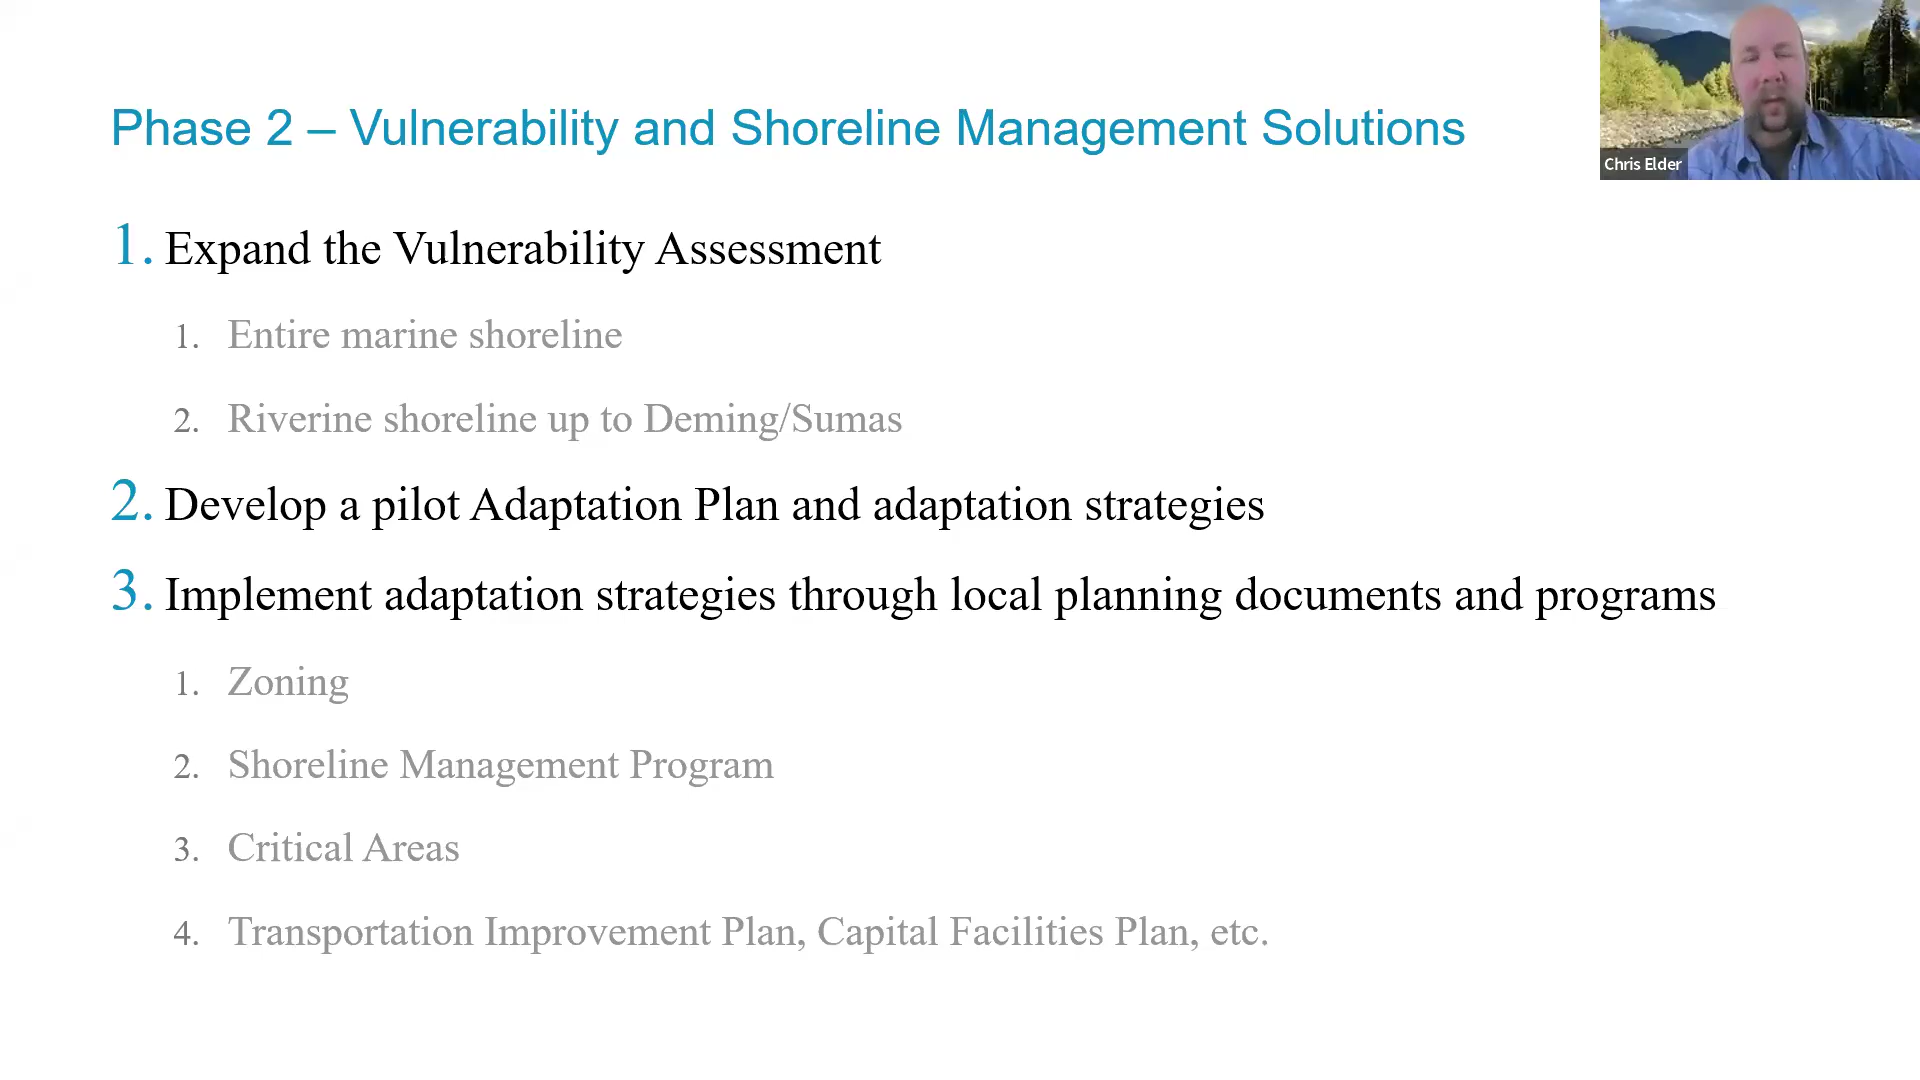 Phase 2 – Vulnerability and Shoreline Management Solutions
Chris Elder
1. Expand the Vulnerability Assessment
1. Entire marine shoreline
2. Riverine shoreline up to Deming/Sumas
2. Develop a pilot Adaptation Plan and adaptation strategies
3. Implement adaptation strategies through local planning documents and programs
1. Zoning
2. Shoreline Management Program
3. Critical Areas
4. Transportation Improvement Plan, Capital Facilities Plan, etc.